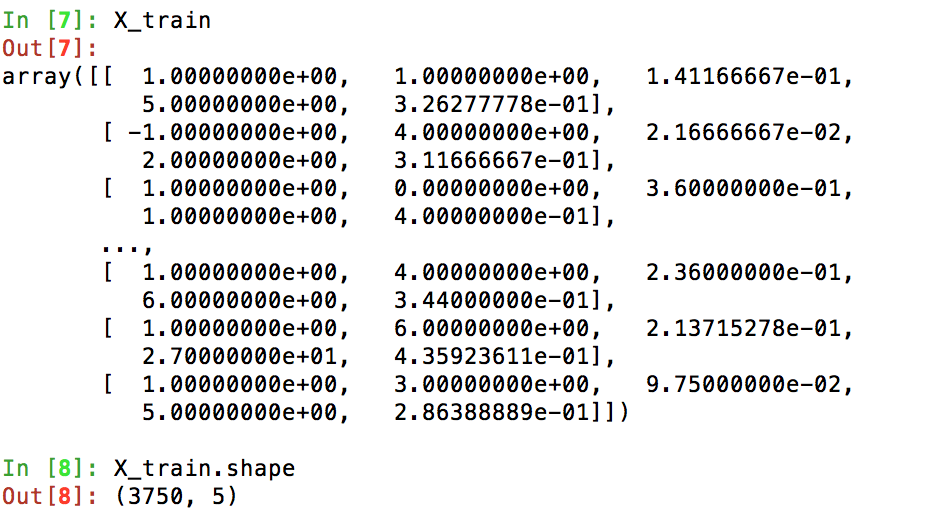 In [7]: X_train
Out[7]:
array([[  1.00000000e+00,   1.00000000e+00,   1.41166667e-01,
          5.00000000e+00,   3.26277778e-01],
       [ -1.00000000e+00,   4.00000000e+00,   2.16666667e-02,
          2.00000000e+00,   3.11666667e-01],
       [  1.00000000e+00,   0.00000000e+00,   3.60000000e-01,
          1.00000000e+00,   4.00000000e-01],
       ...,
       [  1.00000000e+00,   4.00000000e+00,   2.36000000e-01,
          6.00000000e+00,   3.44000000e-01],
       [  1.00000000e+00,   6.00000000e+00,   2.13715278e-01,
          2.70000000e+01,   4.35923611e-01],
       [  1.00000000e+00,   3.00000000e+00,   9.75000000e-02,
          5.00000000e+00,   2.86388889e-01]])
In [8]: X_train.shape
Out[8]: (3750, 5)